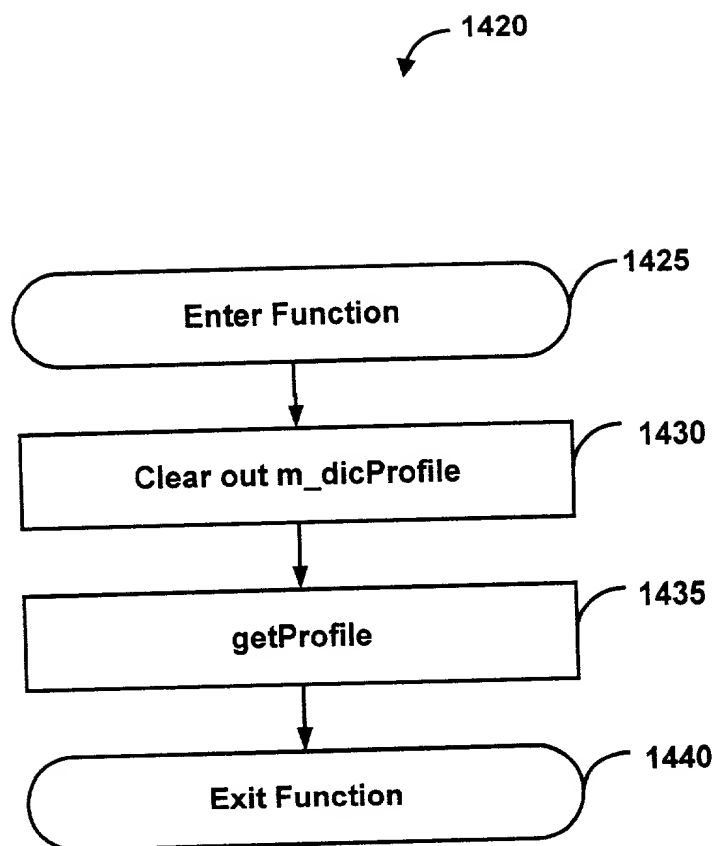 1420
Enter Function
1425
Clear out m_dicProfile
1430
getProfile
1435
Exit Function
1440